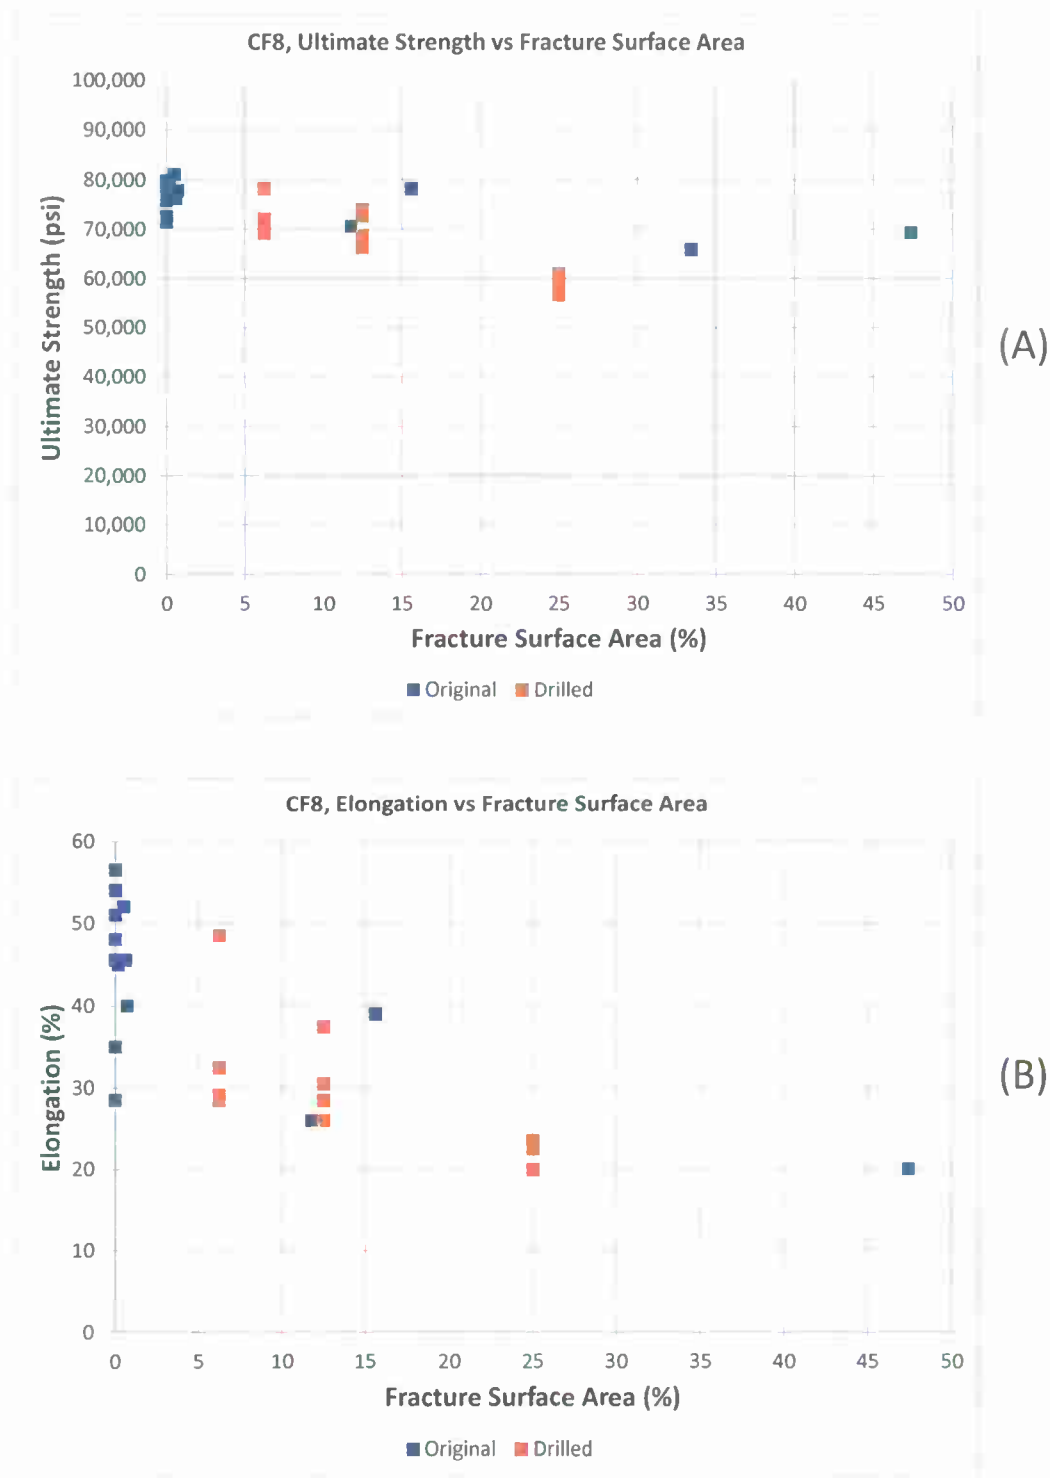 CF8, Ultimate Strength vs Fracture Surface Area
100,000
90,000
80,000
70,000
60,000
50,000
40,000
30,000
20,000
10,000
0
Ultimate Strength (psi)
0 5 10 15 20 25 30 35 40 45 50
Fracture Surface Area (%)
Original Drilled
(A)
CF8, Elongation vs Fracture Surface Area
60
50
40
30
20
10
0
Elongation (%)
0 5 10 15 20 25 30 35 40 45 50
Fracture Surface Area (%)
Original Drilled
(B)